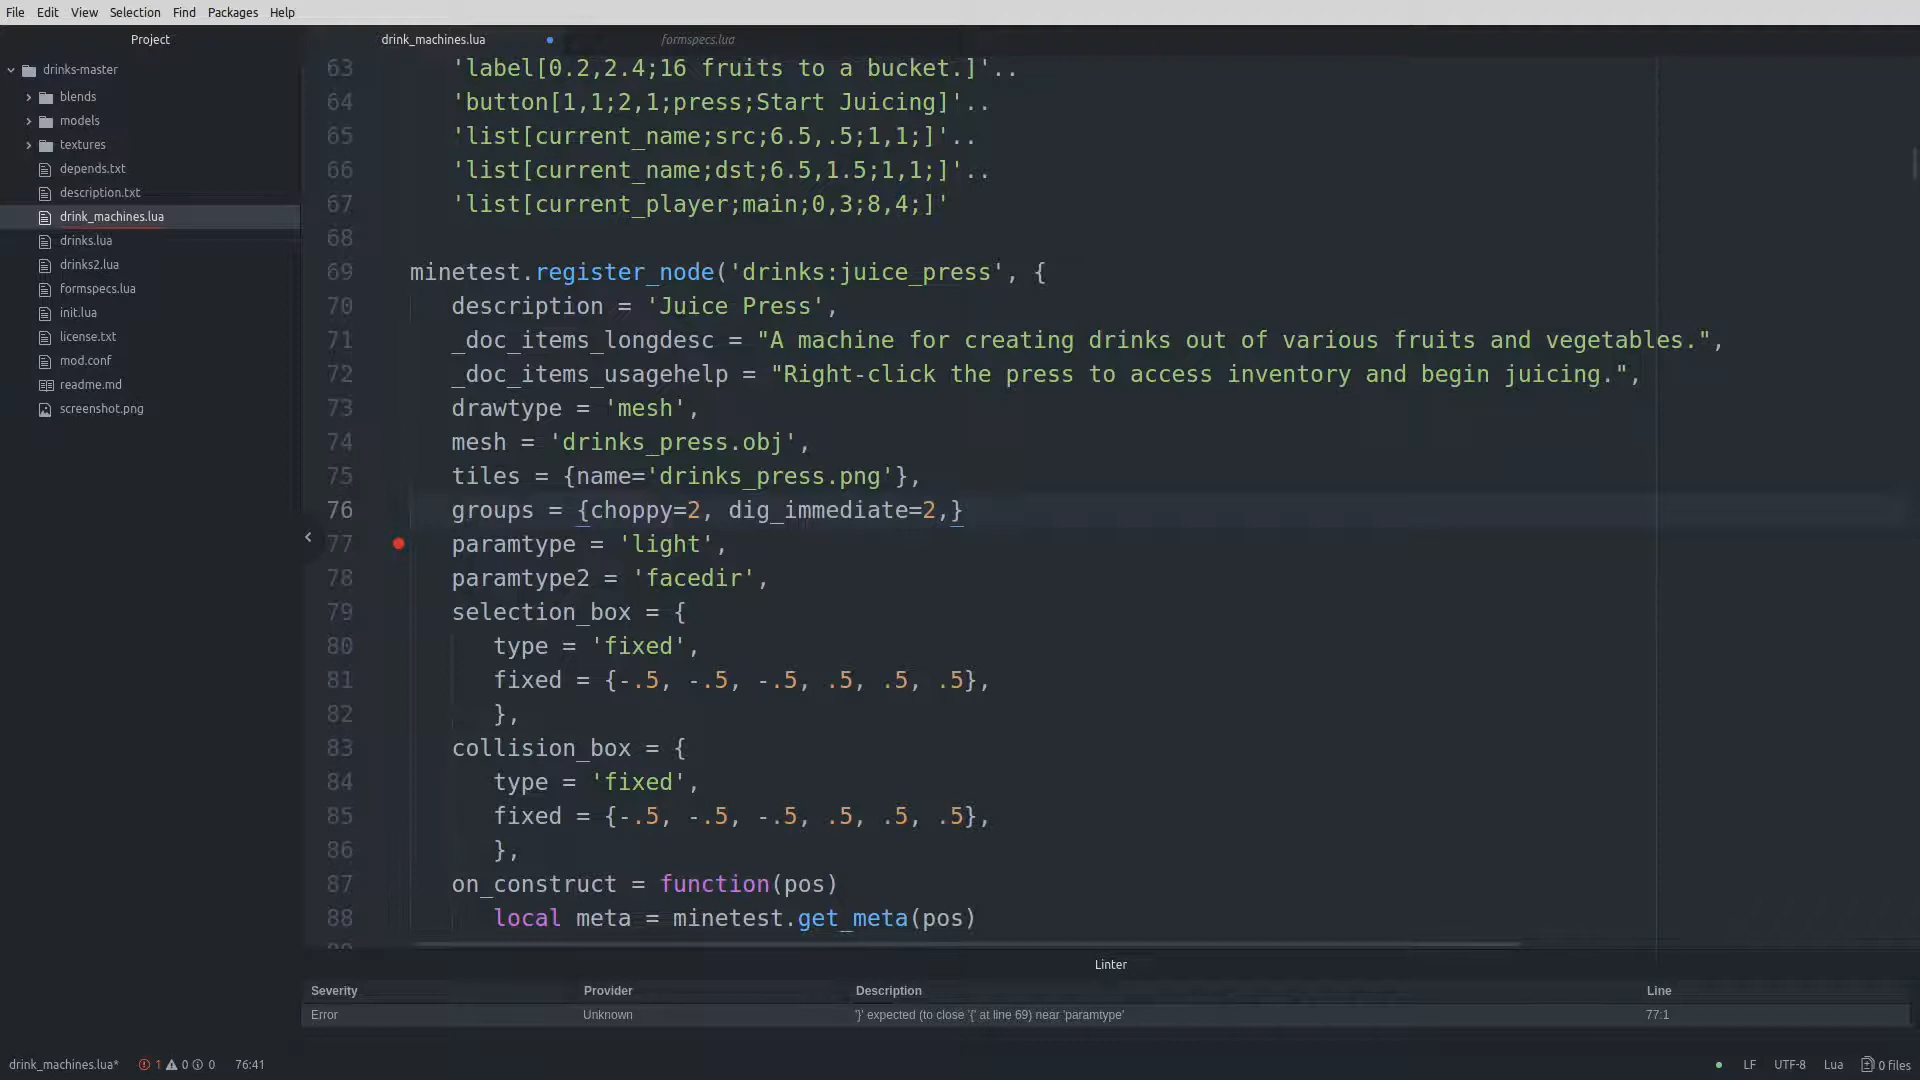 File Edit View Selection Find Packages Help
Project
drinks-master
blends
models
textures
depends.txt
description.txt
drink_machines.lua
drinks.lua
drinks2.lua
formspecs.lua
init.lua
license.txt
mod.conf
readme.md
screenshot.png
drink_machines.lua formspecs.lua
63 'label[0.2,2.4;16 fruits to a bucket.]'..
64 'button[1,1;2,1;press;Start Juicing]'..
65 'list[current_name;src;6.5,.5;1,1;]'..
66 'list[current_name;dst;6.5,1.5;1,1;]'..
67 'list[current_player;main;0,3;8,4;]'
68
69 minetest.register_node('drinks:juice_press', {
70 description = 'Juice Press',
71 _doc_items_longdesc = "A machine for creating drinks out of various fruits and vegetables.",
72 _doc_items_usagehelp = "Right-click the press to access inventory and begin juicing.",
73 drawtype = 'mesh',
74 mesh = 'drinks_press.obj',
75 tiles = {name='drinks_press.png'},
76 groups = {choppy=2, dig_immediate=2,}
77 paramtype = 'light',
78 paramtype2 = 'facedir',
79 selection_box = {
80 type = 'fixed',
81 fixed = {-.5, -.5, -.5, .5, .5, .5},
82 },
83 collision_box = {
84 type = 'fixed',
85 fixed = {-.5, -.5, -.5, .5, .5, .5},
86 },
87 on_construct = function(pos)
88 local meta = minetest.get_meta(pos)
Linter
Severity Provider Description Line
Error Unknown '}' expected (to close '{' at line 69) near 'paramtype' 77:1
drink_machines.lua* 1 0 0 76:41 LF UTF-8 Lua 0 files